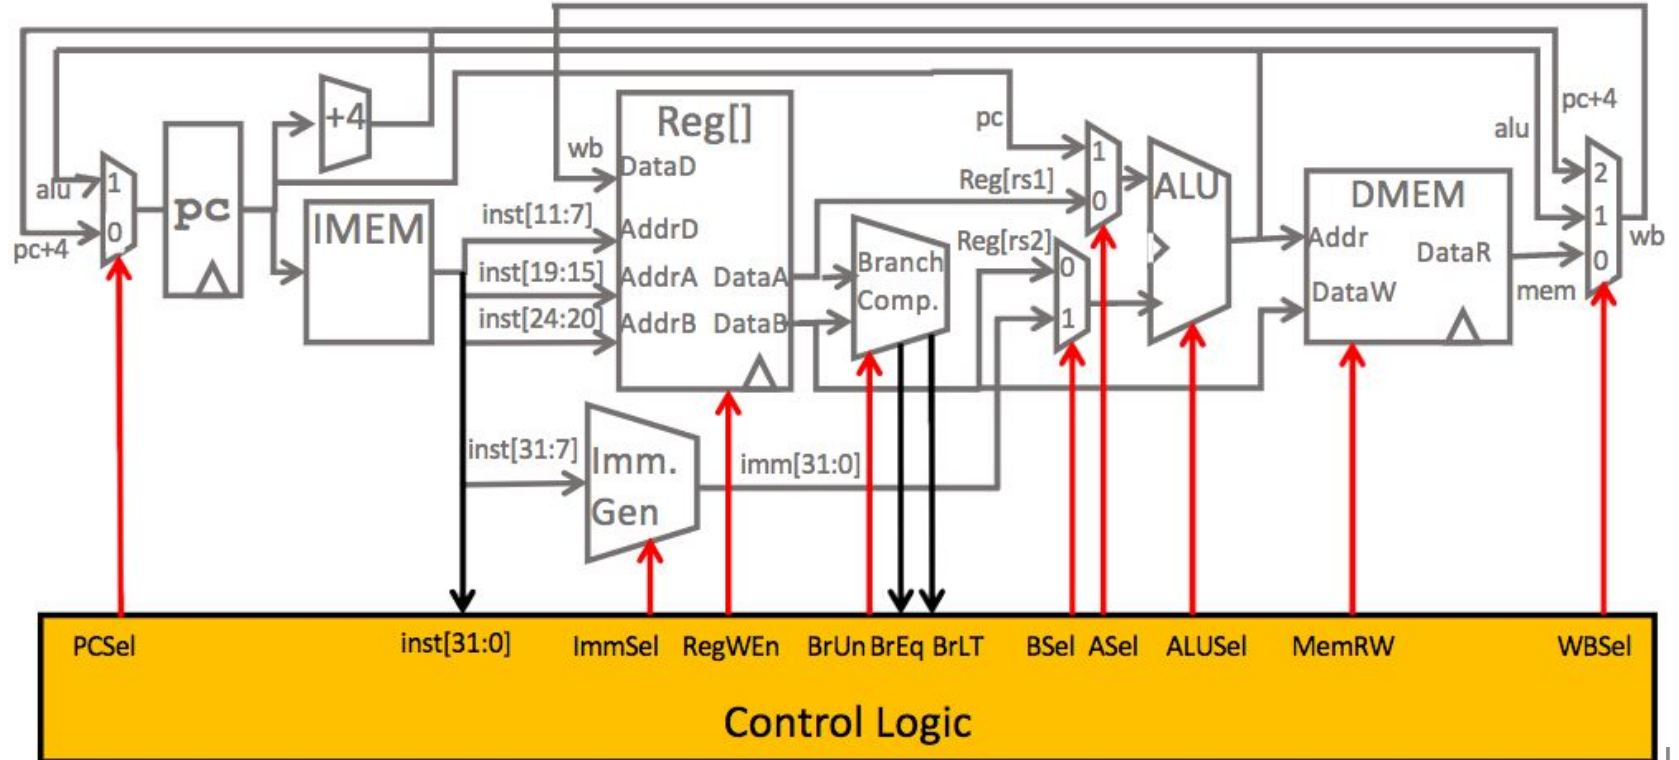 pc+4
alu
pc
+4
Reg[]
wb
DataD
1
ALU
DMEM
2
alu
1
pc
IMEM
inst[11:7]
AddrD
Reg[rs1]
0
1
wb
pc+4
0
Reg[rs2]
Branch
Comp.
0
Addr
DataR
0
inst[19:15]
AddrA
DataA
mem
inst[24:20]
AddrB
DataB
1
DataW
inst[31:7]
Imm.
Gen
imm[31:0]
PCSel
inst[31:0]
ImmSel
RegWEn
BrUn
BrEq
BrLT
BSel
ASel
ALUSel
MemRW
WBSel
Control Logic
1
alu